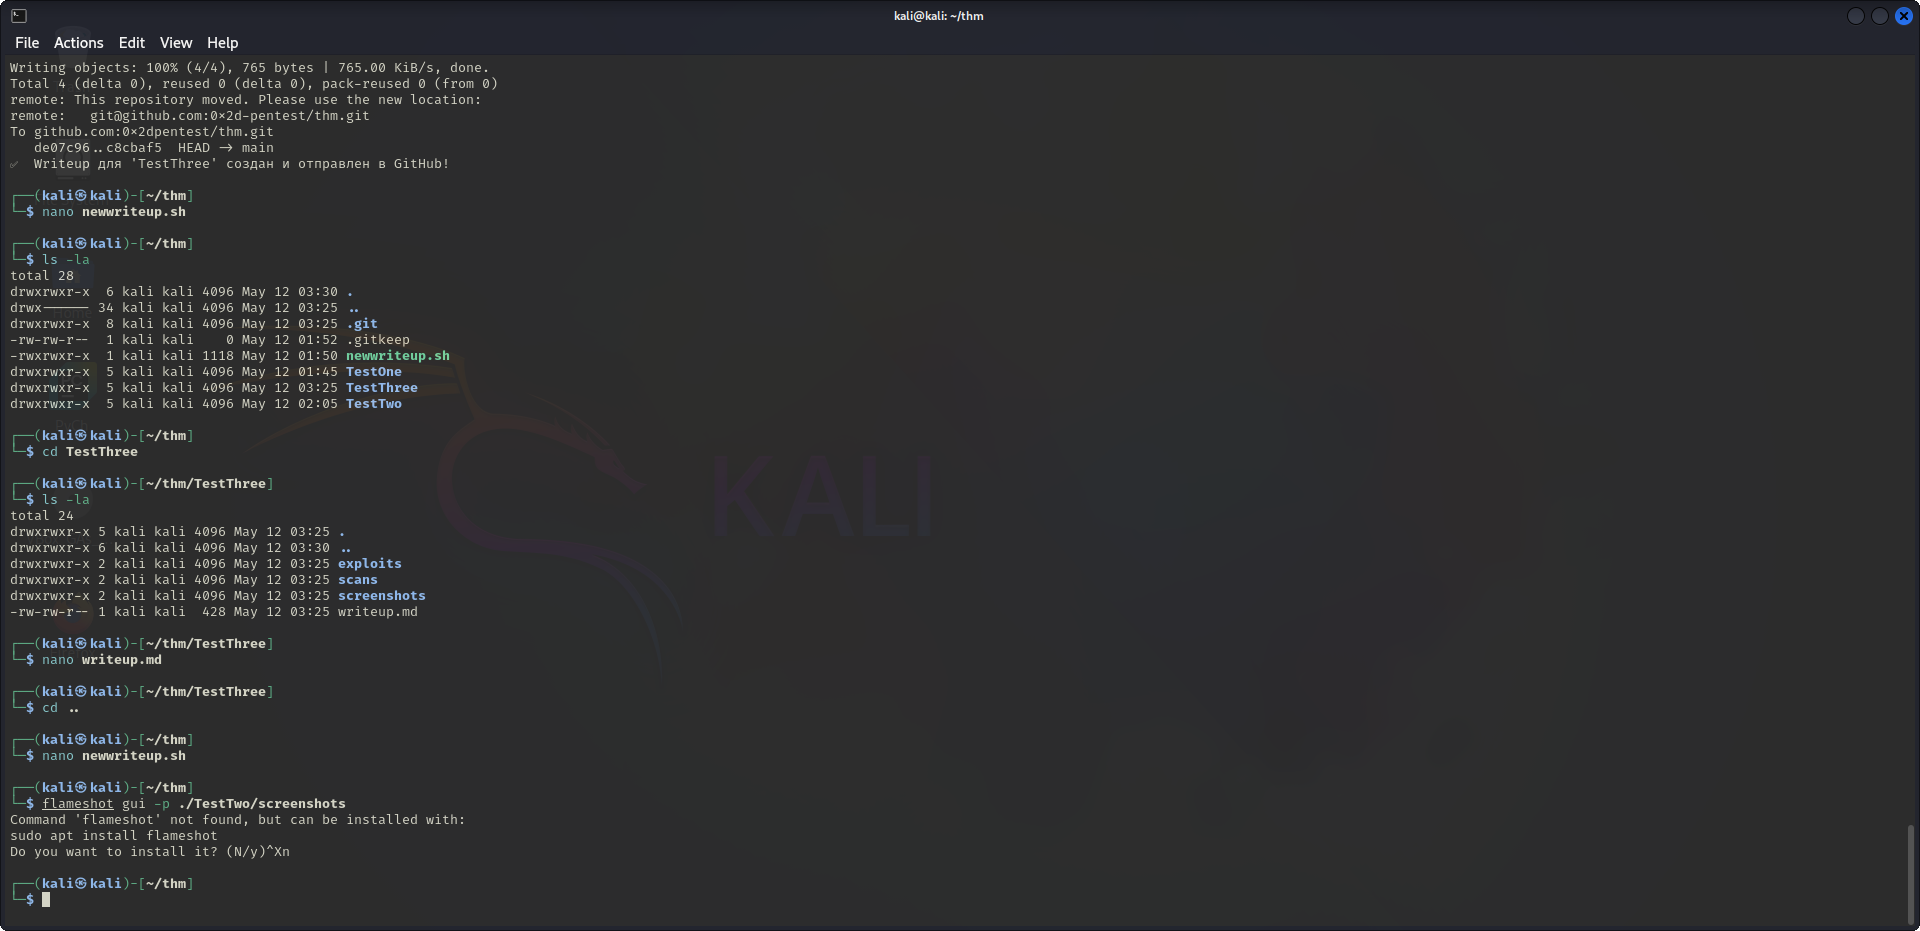 kali@kali: ~/thm
File Actions Edit View Help
Writing objects: 100% (4/4), 765 bytes | 765.00 KiB/s, done.
Total 4 (delta 0), reused 0 (delta 0), pack-reused 0 (from 0)
remote: This repository moved. Please use the new location:
remote:   git@github.com:0×2d-pentest/thm.git
To github.com:0×2dpentest/thm.git
   de07c96..c8cbaf5  HEAD → main
✓  Writeup для 'TestThree' создан и отправлен в GitHub!
┌──(kali㉿kali)-[~/thm]
└─$ nano newwriteup.sh
┌──(kali㉿kali)-[~/thm]
└─$ ls -la
total 28
drwxrwxr-x  6 kali kali 4096 May 12 03:30 .
drwx------ 34 kali kali 4096 May 12 03:25 ..
drwxrwxr-x  8 kali kali 4096 May 12 03:25 .git
-rw-rw-r--  1 kali kali    0 May 12 01:52 .gitkeep
-rwxrwxr-x  1 kali kali 1118 May 12 01:50 newwriteup.sh
drwxrwxr-x  5 kali kali 4096 May 12 01:45 TestOne
drwxrwxr-x  5 kali kali 4096 May 12 03:25 TestThree
drwxrwxr-x  5 kali kali 4096 May 12 02:05 TestTwo
┌──(kali㉿kali)-[~/thm]
└─$ cd TestThree
┌──(kali㉿kali)-[~/thm/TestThree]
└─$ ls -la
total 24
drwxrwxr-x 5 kali kali 4096 May 12 03:25 .
drwxrwxr-x 6 kali kali 4096 May 12 03:30 ..
drwxrwxr-x 2 kali kali 4096 May 12 03:25 exploits
drwxrwxr-x 2 kali kali 4096 May 12 03:25 scans
drwxrwxr-x 2 kali kali 4096 May 12 03:25 screenshots
-rw-rw-r-- 1 kali kali  428 May 12 03:25 writeup.md
┌──(kali㉿kali)-[~/thm/TestThree]
└─$ nano writeup.md
┌──(kali㉿kali)-[~/thm/TestThree]
└─$ cd ..
┌──(kali㉿kali)-[~/thm]
└─$ nano newwriteup.sh
┌──(kali㉿kali)-[~/thm]
└─$ flameshot gui -p ./TestTwo/screenshots
Command 'flameshot' not found, but can be installed with:
sudo apt install flameshot
Do you want to install it? (N/y)^Xn
┌──(kali㉿kali)-[~/thm]
└─$
KALI